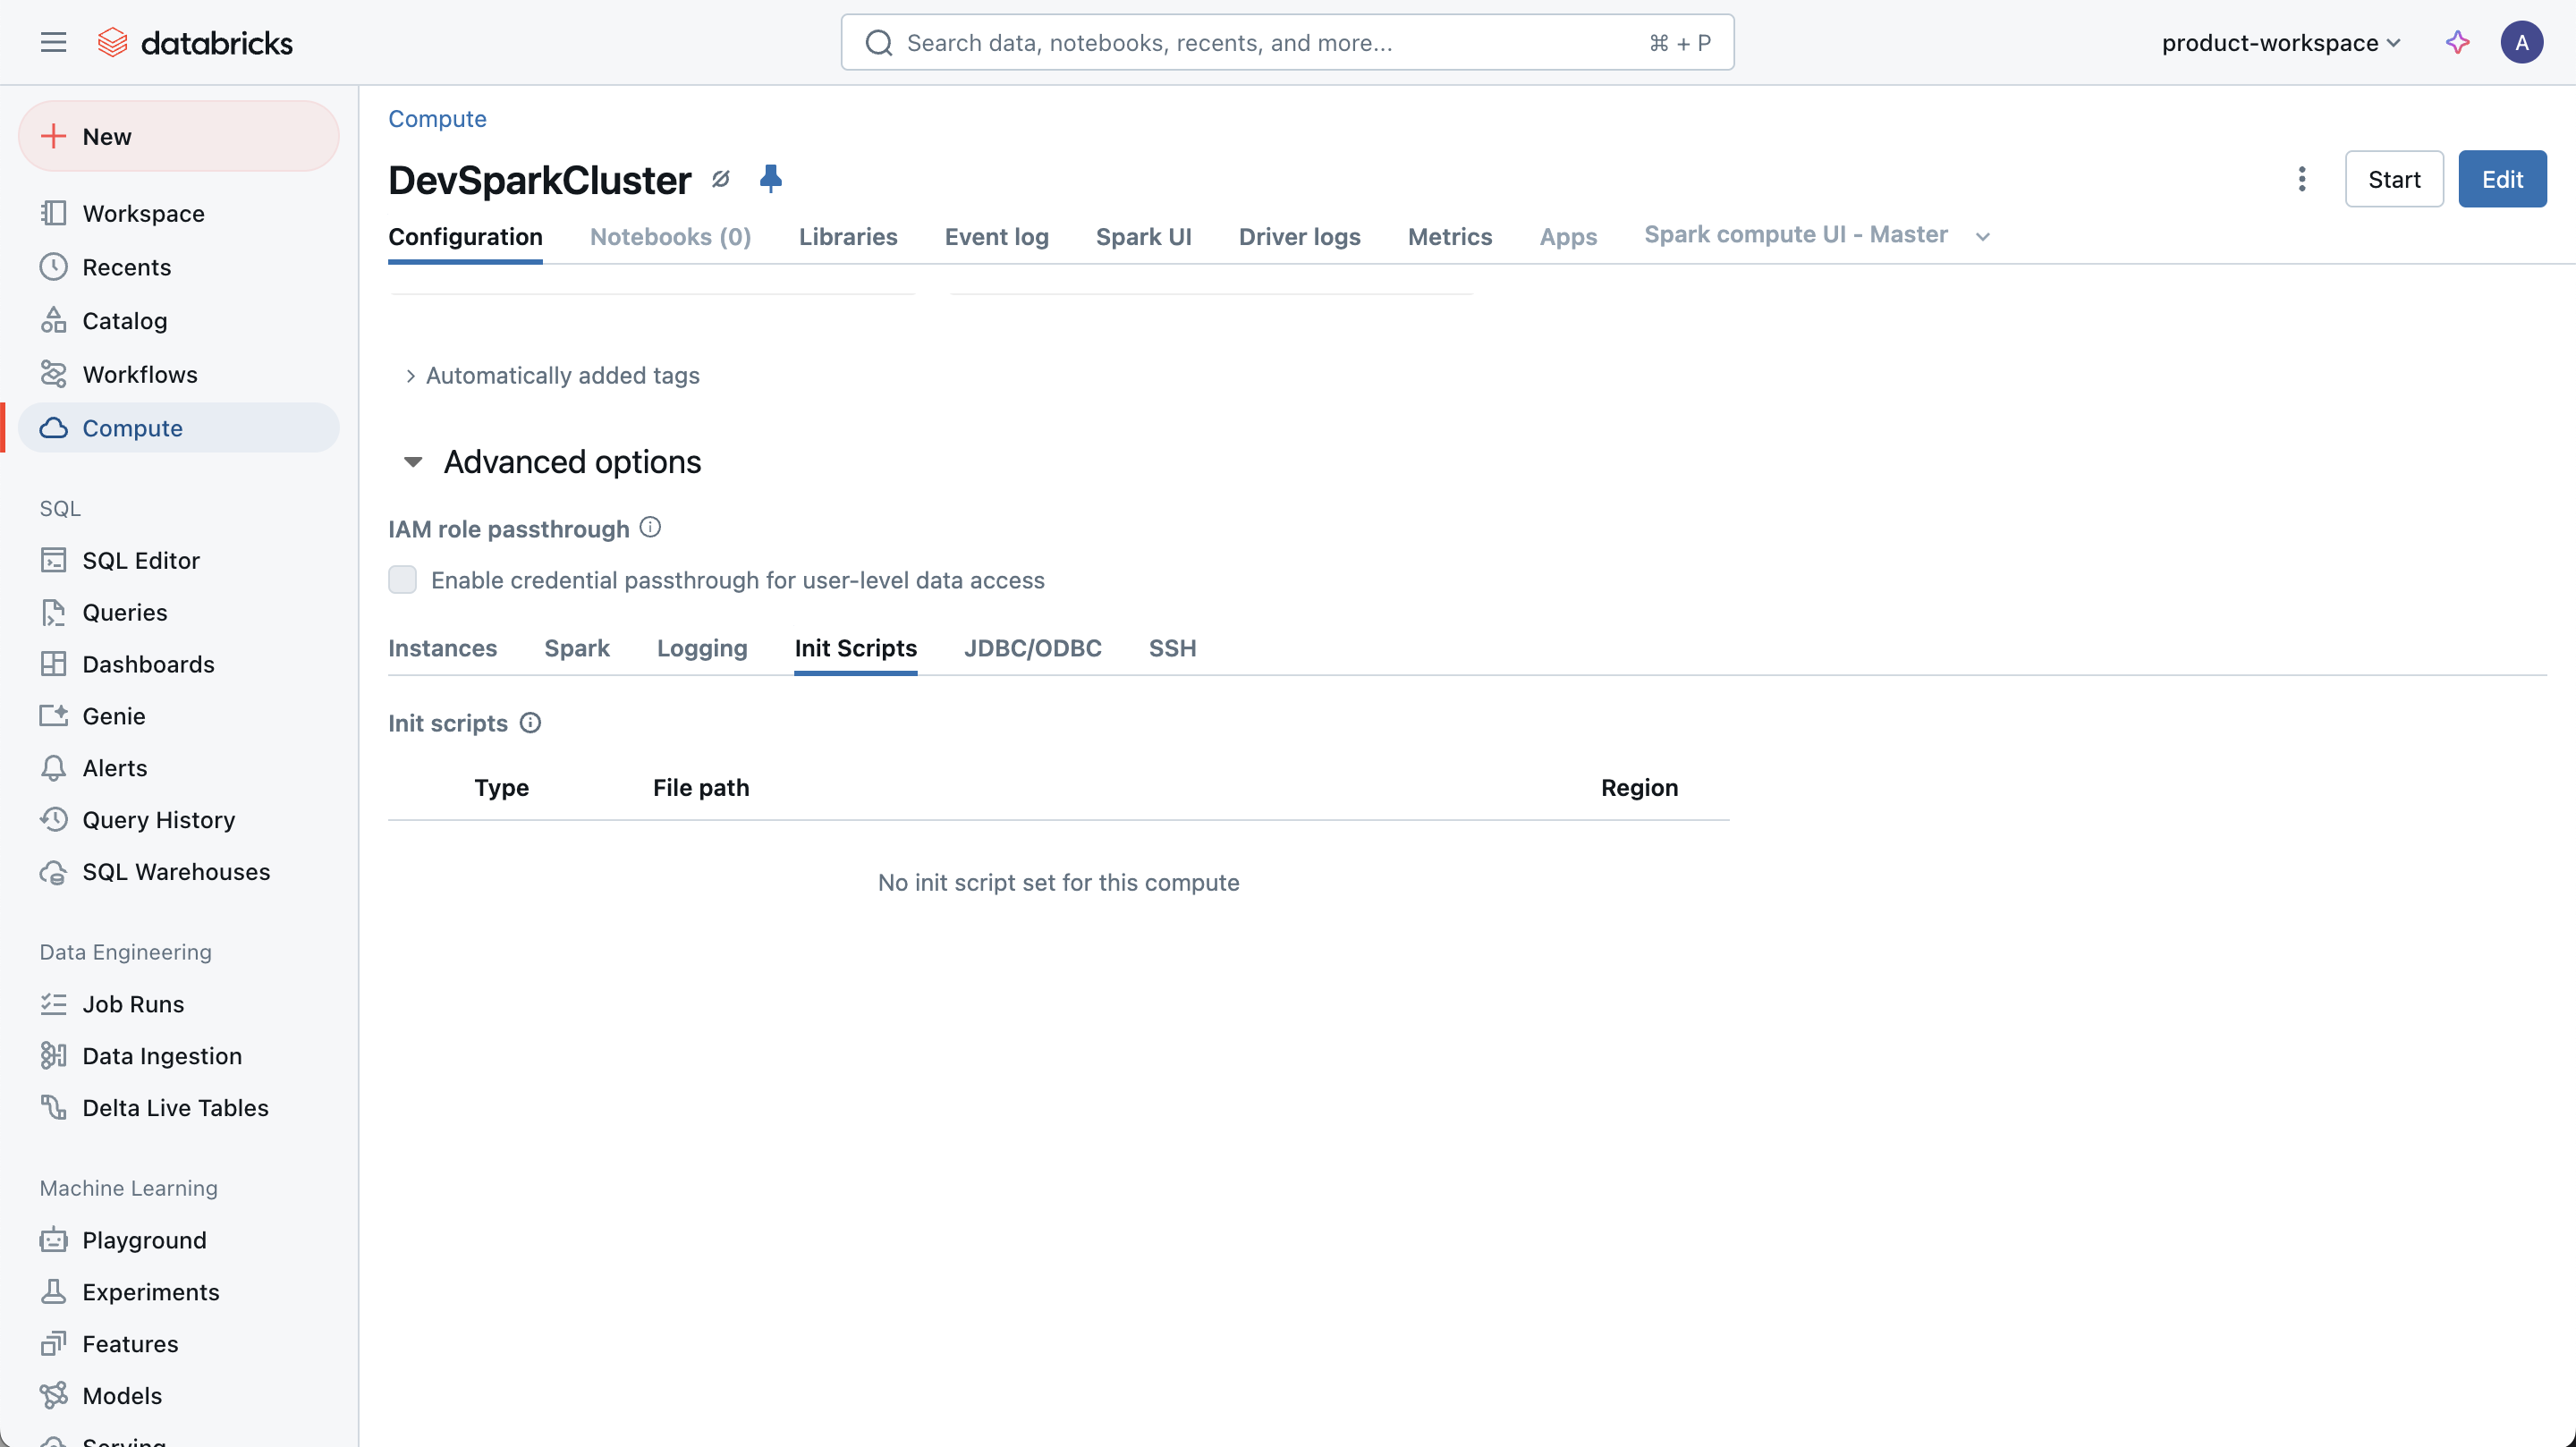 databricks
Search data, notebooks, recents, and more...
⌘ + P
product-workspace
A
New
Workspace
Recents
Catalog
Workflows
Compute
SQL
SQL Editor
Queries
Dashboards
Genie
Alerts
Query History
SQL Warehouses
Data Engineering
Job Runs
Data Ingestion
Delta Live Tables
Machine Learning
Playground
Experiments
Features
Models
Serving
Compute
DevSparkCluster
Start
Edit
Configuration
Notebooks (0)
Libraries
Event log
Spark UI
Driver logs
Metrics
Apps
Spark compute UI - Master
Automatically added tags
Advanced options
IAM role passthrough
Enable credential passthrough for user-level data access
Instances
Spark
Logging
Init Scripts
JDBC/ODBC
SSH
Init scripts
Type
File path
Region
No init script set for this compute